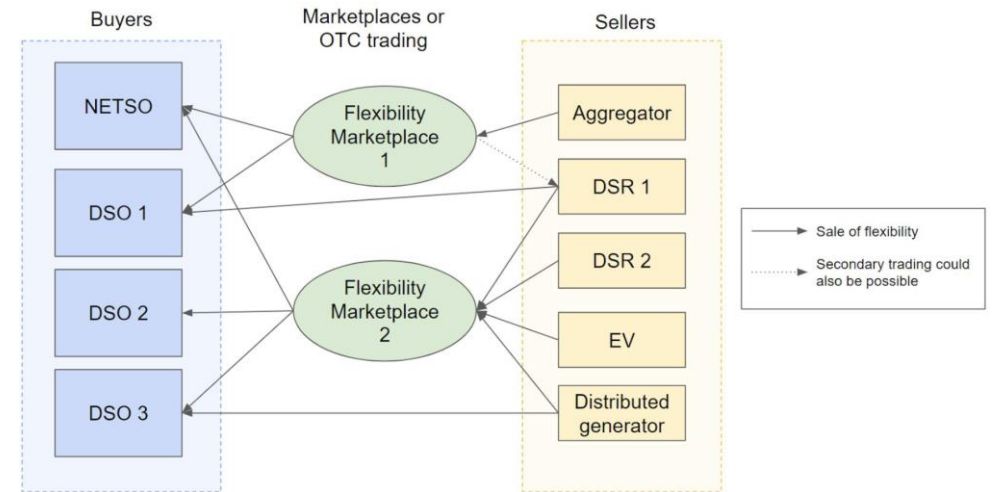 Buyers
Marketplaces or
OTC trading
Sellers
NETSO
DSO 1
DSO 2
DSO 3
Flexibility
Marketplace
1
Flexibility
Marketplace
2
Aggregator
DSR 1
DSR 2
EV
Distributed
generator
Sale of flexibility
Secondary trading could
also be possible